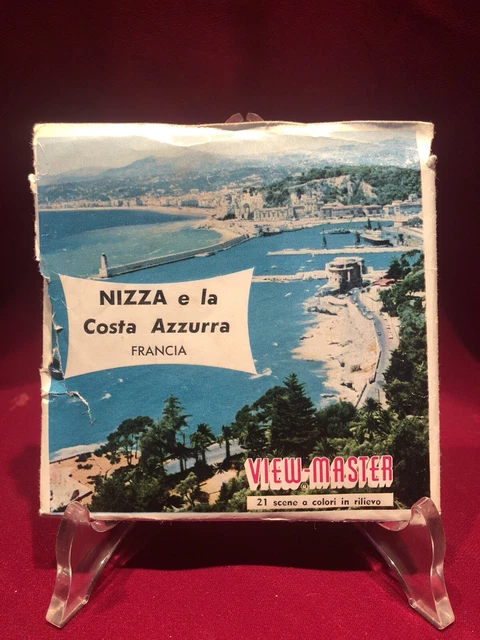 NIZZA e la
Costa Azzurra
FRANCIA
VIEW-MASTER
®
21 scene a colori in rilievo